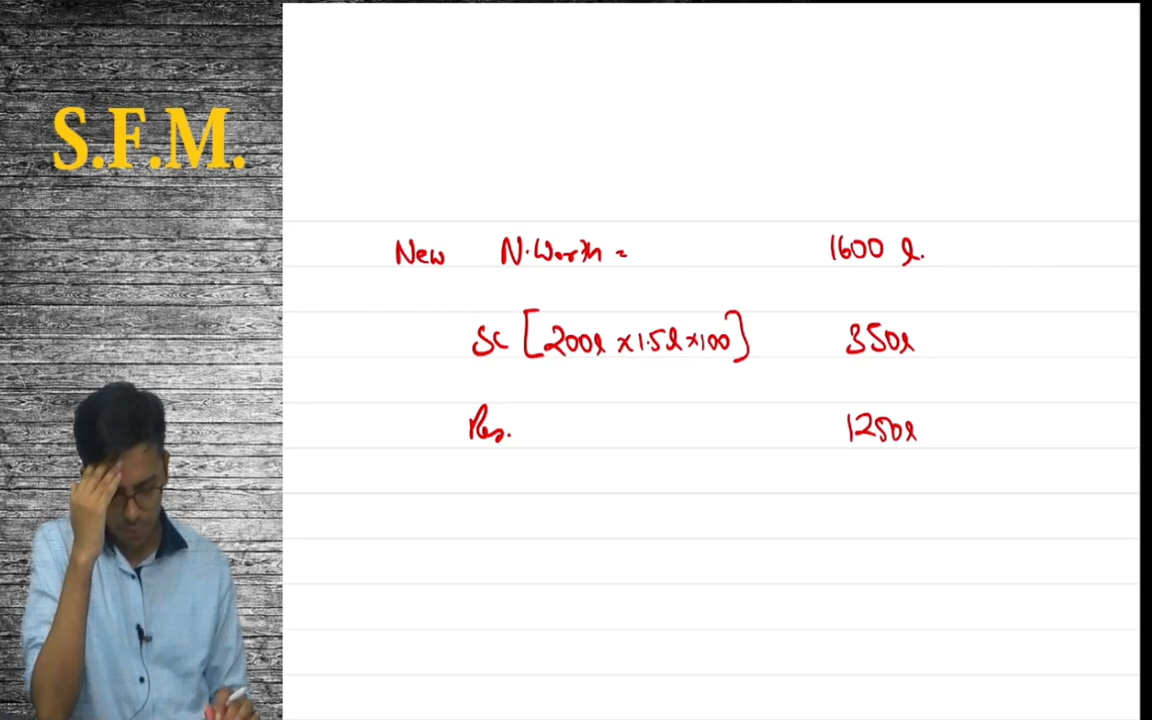 S.F.M.
New N.Worth = 1600 l.
SC [200l x 1.5l x 100] 350l
Res. 1250l